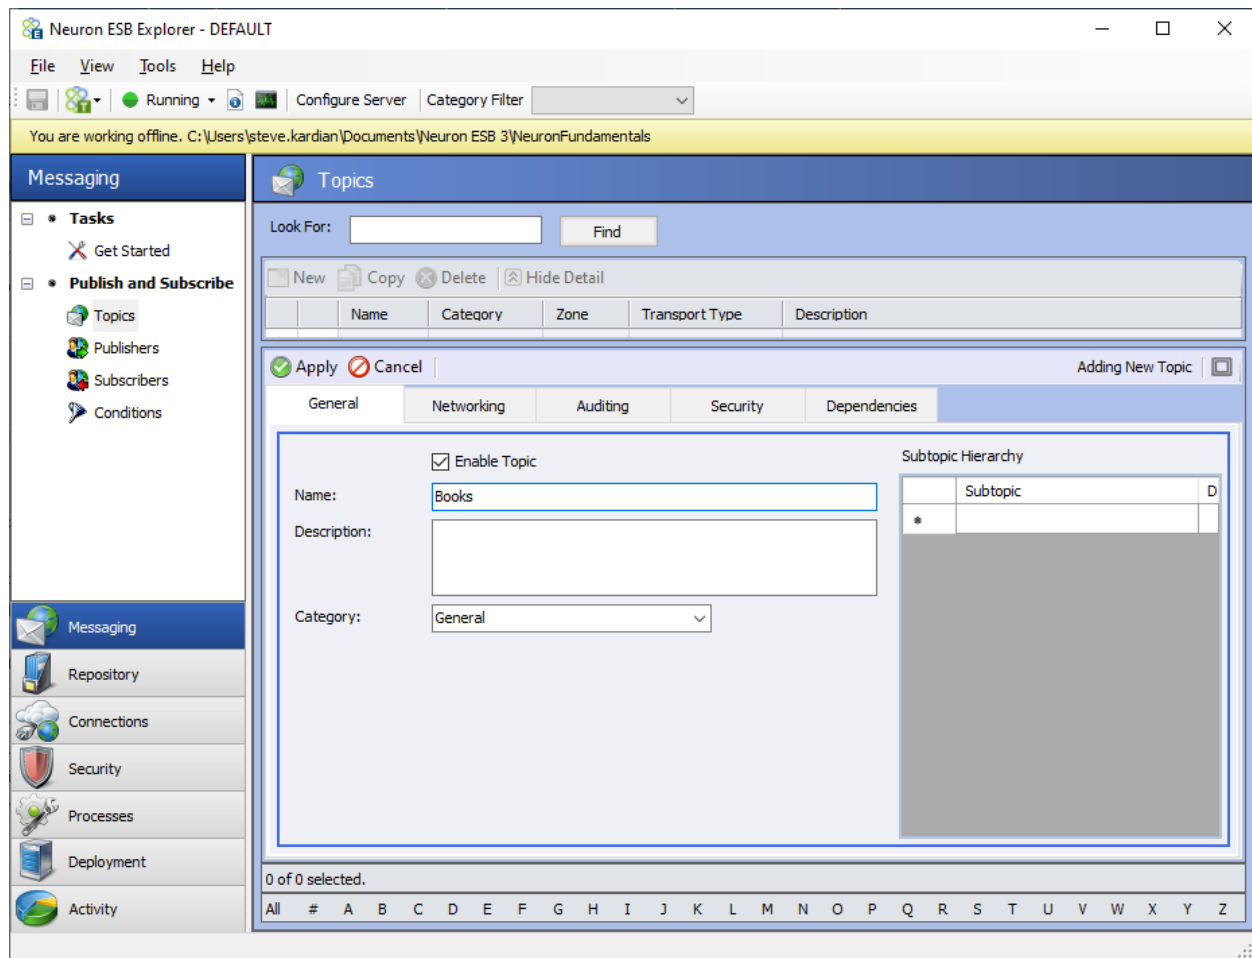 Neuron ESB Explorer - DEFAULT
File View Tools Help
Running Configure Server Category Filter
You are working offline. C:\Users\steve.kardian\Documents\Neuron ESB 3\NeuronFundamentals
Messaging
Tasks
Get Started
Publish and Subscribe
Topics
Publishers
Subscribers
Conditions
Messaging
Repository
Connections
Security
Processes
Deployment
Activity
Topics
Look For: Find
New Copy Delete Hide Detail
Name Category Zone Transport Type Description
Apply Cancel Adding New Topic
General Networking Auditing Security Dependencies
Enable Topic
Name: Books
Description:
Category: General
Subtopic Hierarchy
Subtopic D
0 of 0 selected.
All # A B C D E F G H I J K L M N O P Q R S T U V W X Y Z